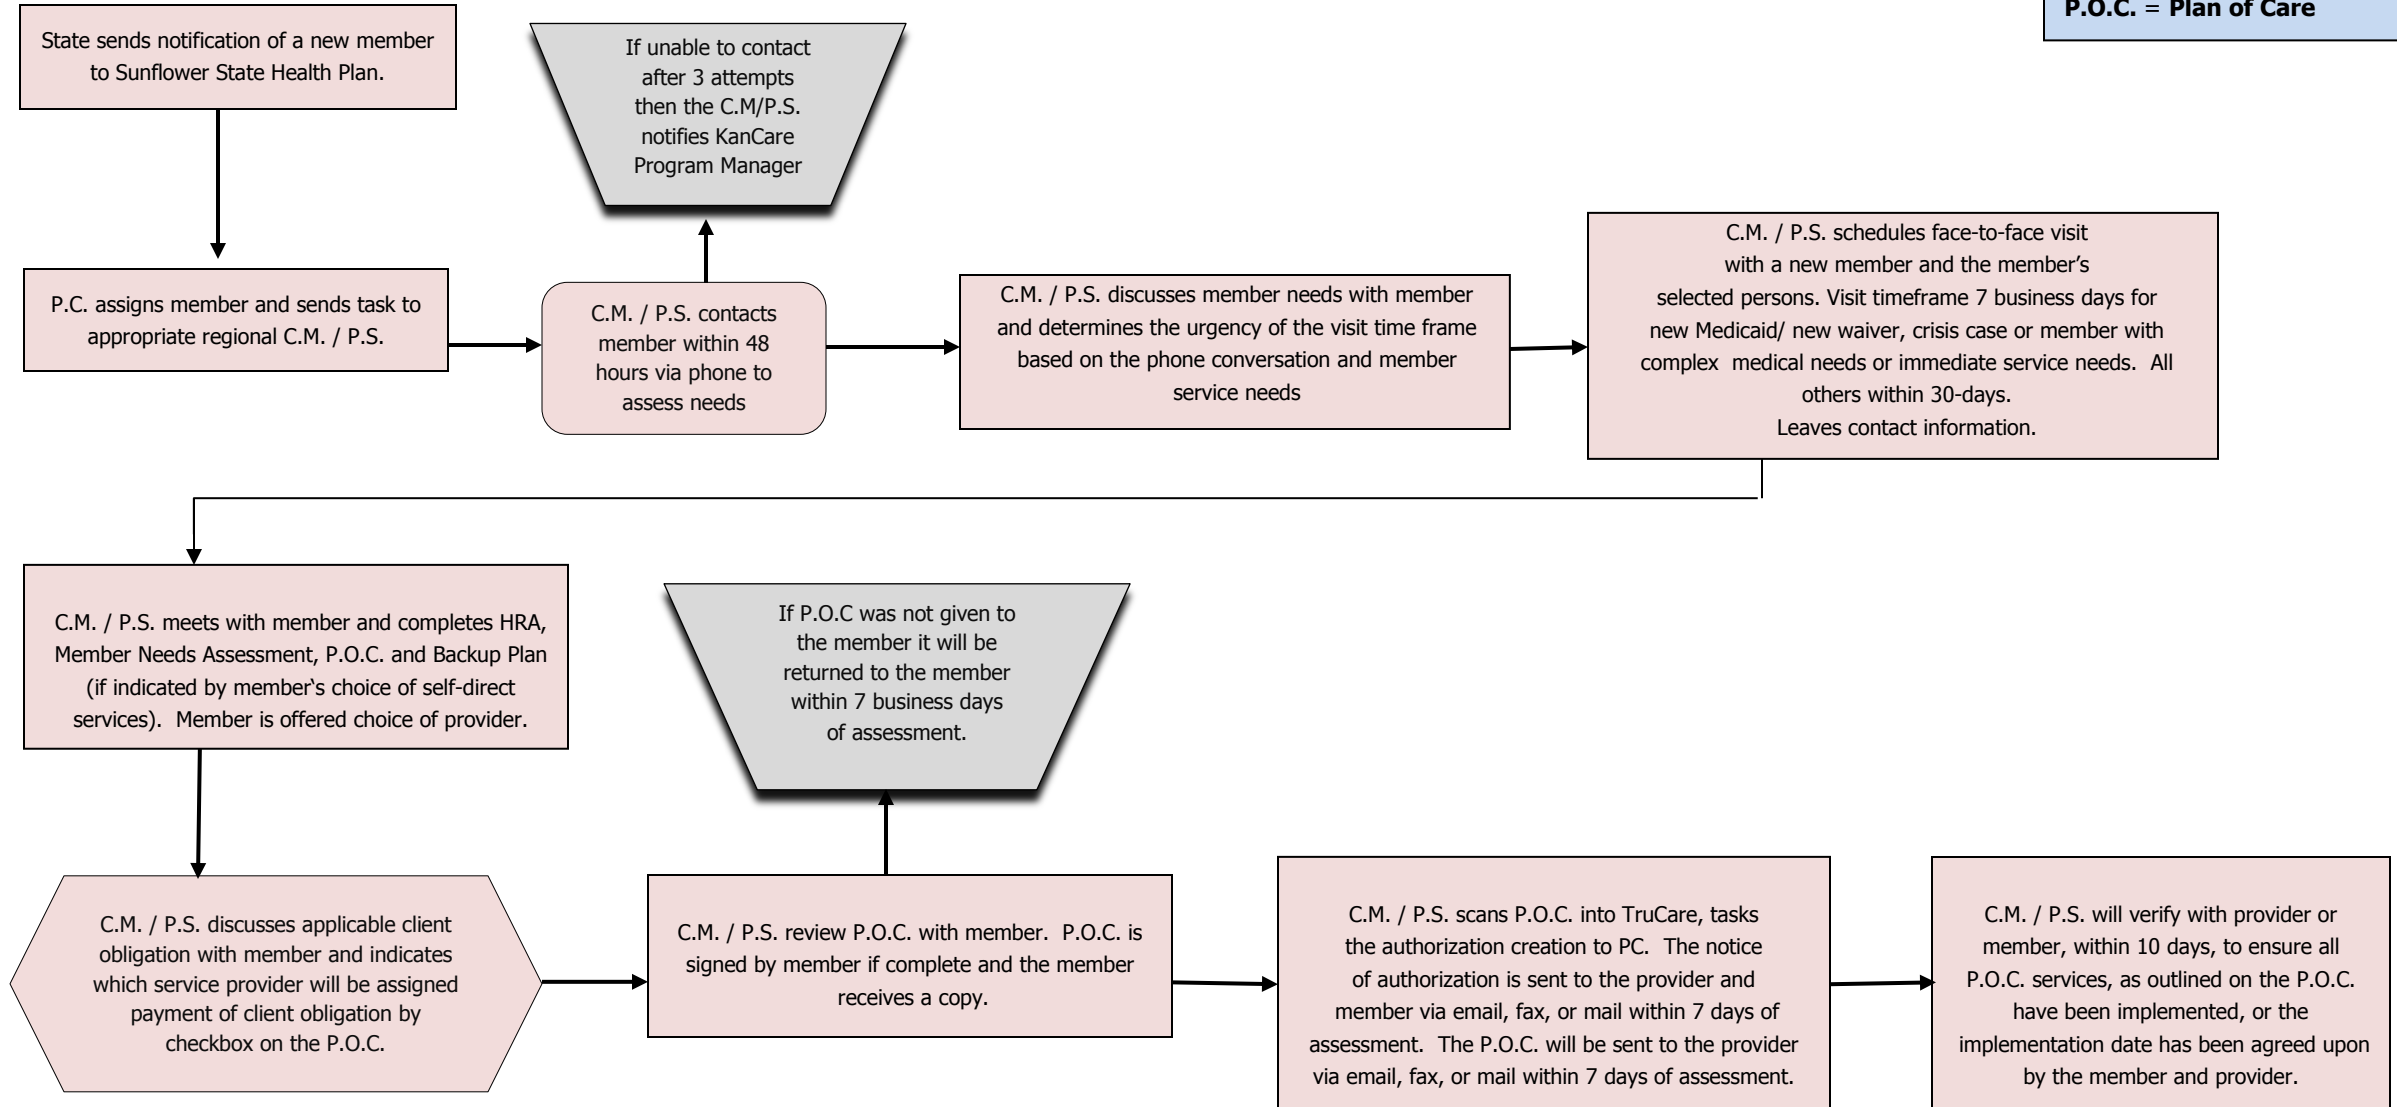 P.O.C. = Plan of Care
State sends notification of a new member
to Sunflower State Health Plan.
If unable to contact
after 3 attempts
then the C.M/P.S.
notifies KanCare
Program Manager
P.C. assigns member and sends task to
appropriate regional C.M. / P.S.
C.M. / P.S. contacts
member within 48
hours via phone to
assess needs
C.M. / P.S. discusses member needs with member
and determines the urgency of the visit time frame
based on the phone conversation and member
service needs
C.M. / P.S. schedules face-to-face visit
with a new member and the member’s
selected persons. Visit timeframe 7 business days for
new Medicaid/ new waiver, crisis case or member with
complex  medical needs or immediate service needs.  All
others within 30-days.
Leaves contact information.
C.M. / P.S. meets with member and completes HRA,
Member Needs Assessment, P.O.C. and Backup Plan
(if indicated by member‘s choice of self-direct
services).  Member is offered choice of provider.
If P.O.C was not given to
the member it will be
returned to the member
within 7 business days
of assessment.
C.M. / P.S. discusses applicable client
obligation with member and indicates
which service provider will be assigned
payment of client obligation by
checkbox on the P.O.C.
C.M. / P.S. review P.O.C. with member.  P.O.C. is
signed by member if complete and the member
receives a copy.
C.M. / P.S. scans P.O.C. into TruCare, tasks
the authorization creation to PC.  The notice
of authorization is sent to the provider and
member via email, fax, or mail within 7 days of
assessment.  The P.O.C. will be sent to the provider
via email, fax, or mail within 7 days of assessment.
C.M. / P.S. will verify with provider or
member, within 10 days, to ensure all
P.O.C. services, as outlined on the P.O.C.
have been implemented, or the
implementation date has been agreed upon
by the member and provider.